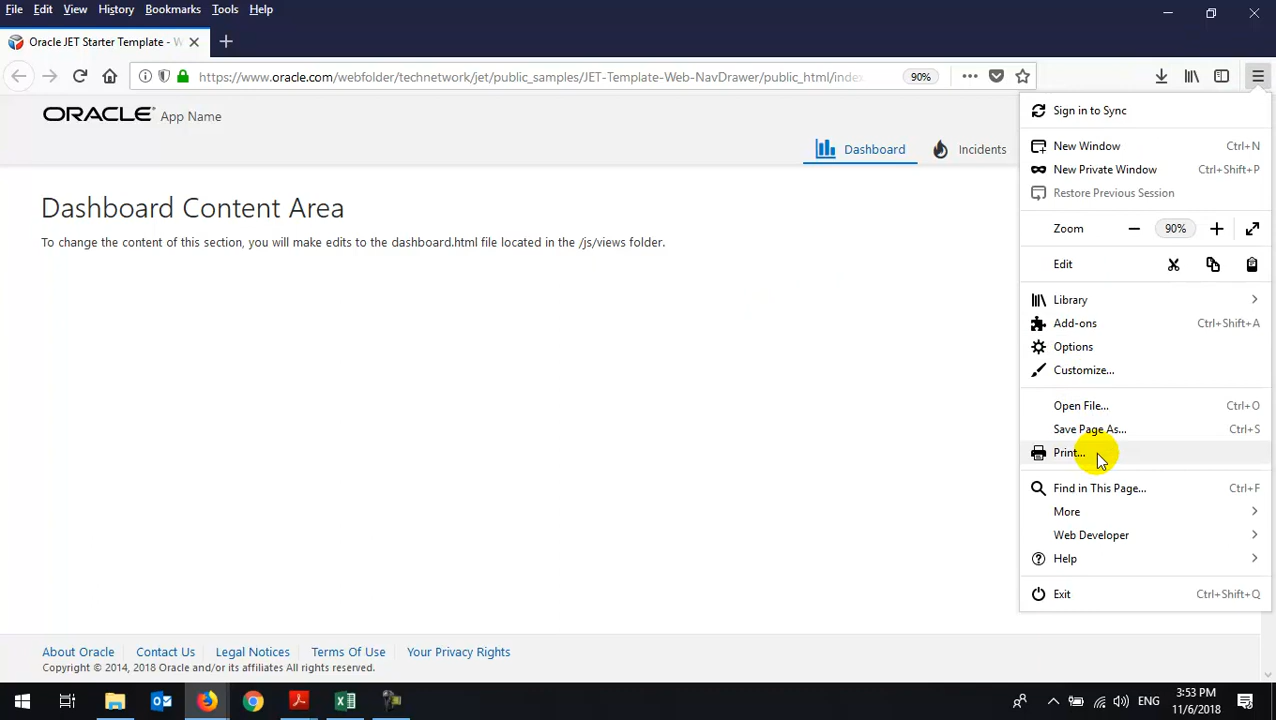 File Edit View History Bookmarks Tools Help
Oracle JET Starter Template - W
https://www.oracle.com/webfolder/technetwork/jet/public_samples/JET-Template-Web-NavDrawer/public_html/index 90%
ORACLE App Name
Dashboard Incidents
Dashboard Content Area
To change the content of this section, you will make edits to the dashboard.html file located in the /js/views folder.
Sign in to Sync
New Window Ctrl+N
New Private Window Ctrl+Shift+P
Restore Previous Session
Zoom 90%
Edit
Library
Add-ons Ctrl+Shift+A
Options
Customize...
Open File... Ctrl+O
Save Page As... Ctrl+S
Print...
Find in This Page... Ctrl+F
More
Web Developer
Help
Exit Ctrl+Shift+Q
About Oracle Contact Us Legal Notices Terms Of Use Your Privacy Rights
Copyright © 2014, 2018 Oracle and/or its affiliates All rights reserved.
ENG 3:53 PM
11/6/2018